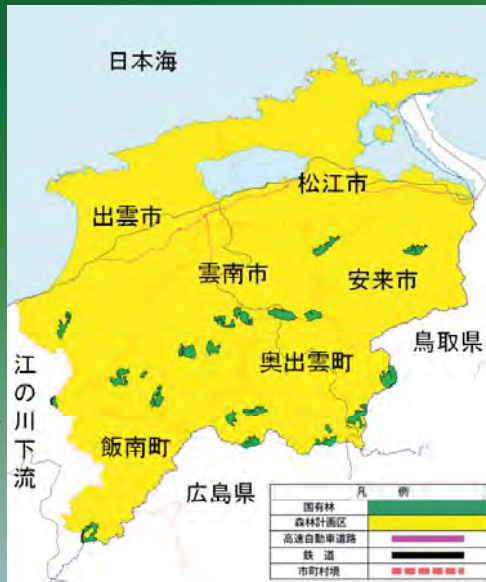 日本海
松江市
出雲市
雲南市
安来市
鳥取県
奥出雲町
江の川下流
飯南町
広島県
凡 例
国有林
森林計画区
高速自動車道路
鉄 道
市町村境